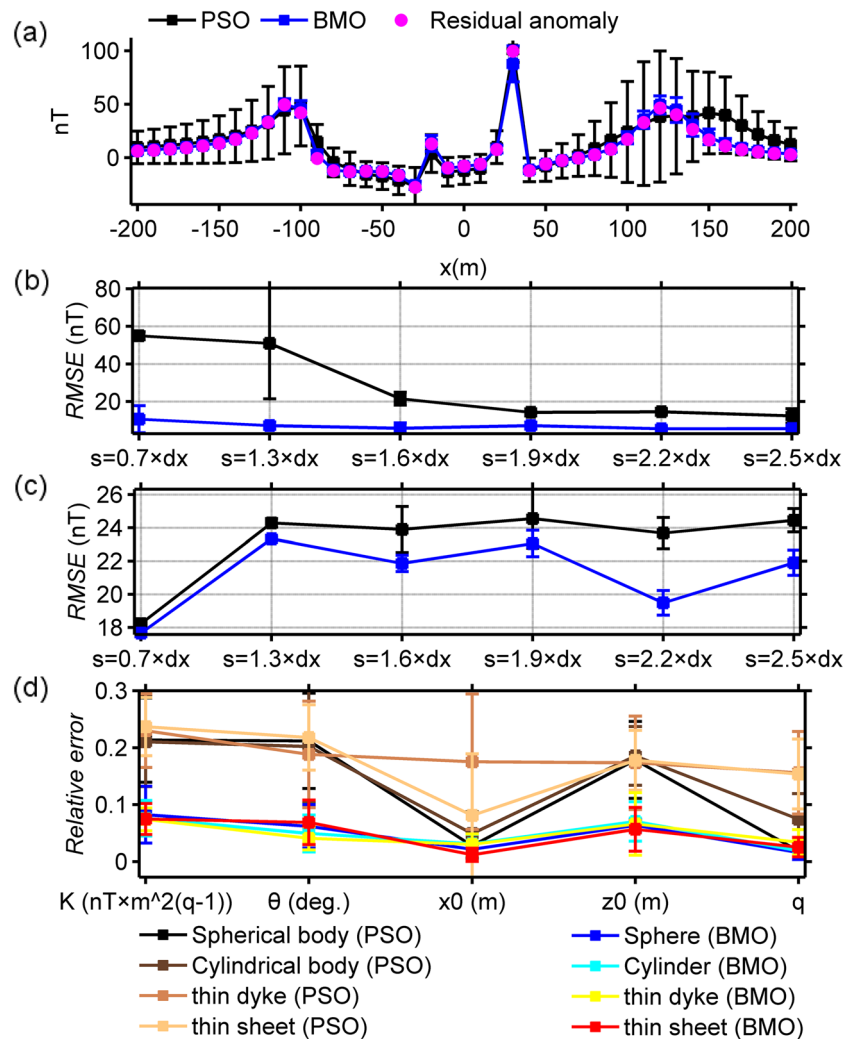 (a)
PSO BMO Residual anomaly
100
50
0
nT
-200 -150 -100 -50 0 50 100 150 200
x(m)
(b)
80
60
40
20
RMSE (nT)
s=0.7×dx s=1.3×dx s=1.6×dx s=1.9×dx s=2.2×dx s=2.5×dx
(c)
26
24
22
20
18
RMSE (nT)
s=0.7×dx s=1.3×dx s=1.6×dx s=1.9×dx s=2.2×dx s=2.5×dx
(d)
0.3
0.2
0.1
0
Relative error
K (nT×m^2(q-1)) θ (deg.) x0 (m) z0 (m) q
Spherical body (PSO) Sphere (BMO)
Cylindrical body (PSO) Cylinder (BMO)
thin dyke (PSO) thin dyke (BMO)
thin sheet (PSO) thin sheet (BMO)